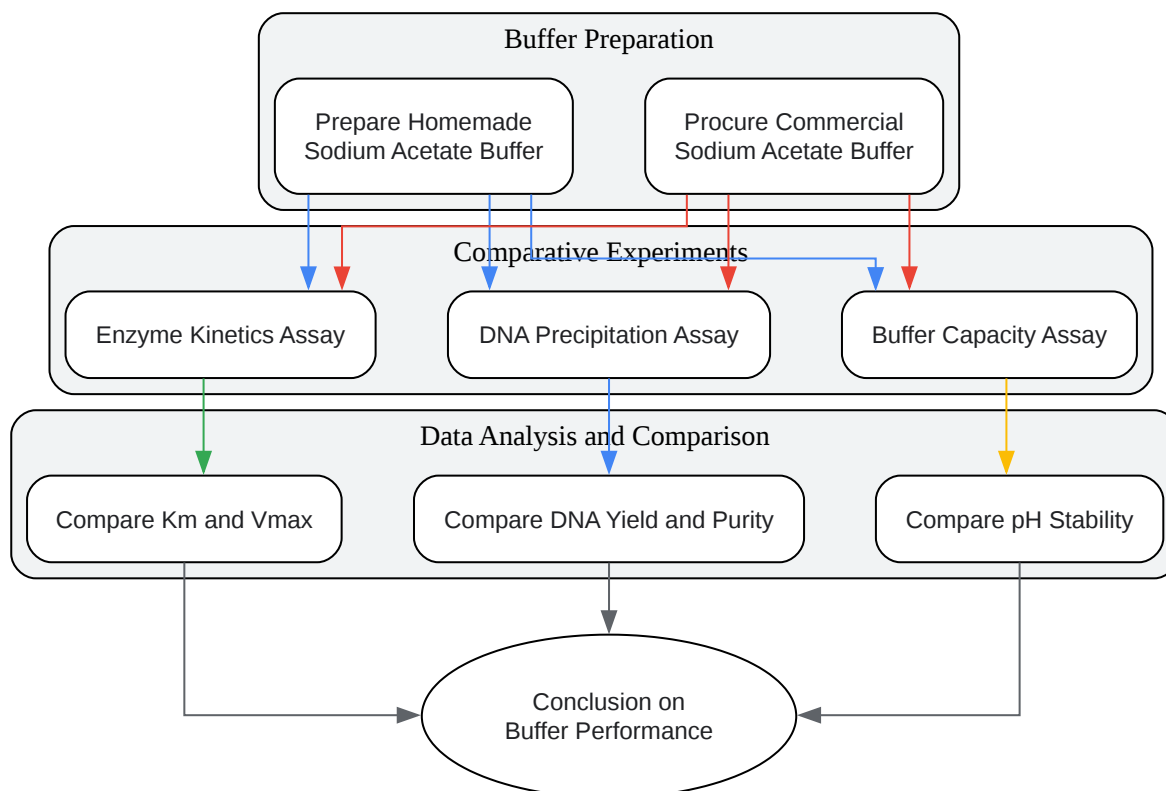 Buffer Preparation
Prepare Homemade
Sodium Acetate Buffer
Procure Commercial
Sodium Acetate Buffer
Comparative Experiments
Enzyme Kinetics Assay
DNA Precipitation Assay
Buffer Capacity Assay
Data Analysis and Comparison
Compare Km and Vmax
Compare DNA Yield and Purity
Compare pH Stability
Conclusion on
Buffer Performance